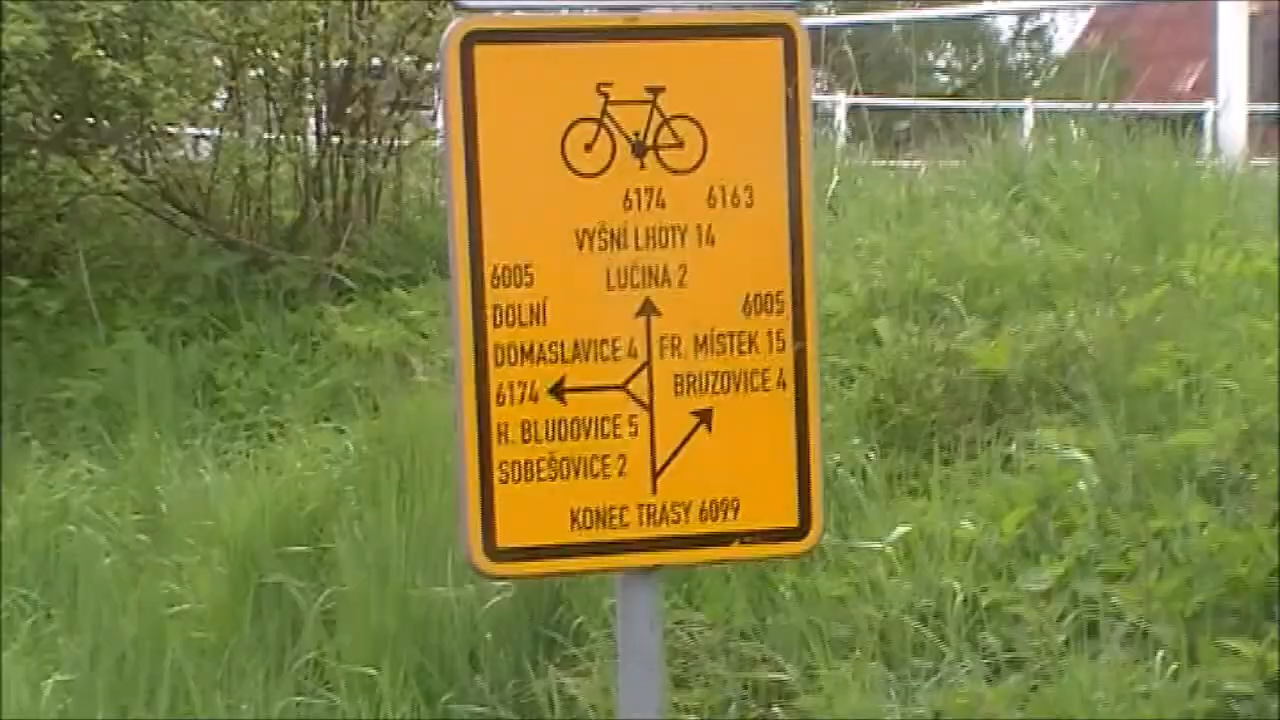 6174 6163
VYŠNÍ LHOTY 14
LUČINA 2
6005
DOLNÍ
DOMASLAVICE 4
6174
H. BLUDOVICE 5
SOBĚŠOVICE 2
6005
FR. MÍSTEK 15
BRUZOVICE 4
KONEC TRASY 6099